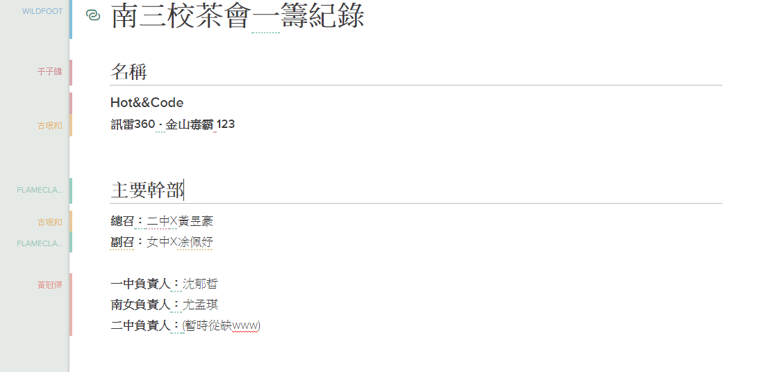 WILDFOOT
南三校茶會一籌紀錄
于子雄
名稱
Hot&&Code
古珉和
訊雷360·金山毒霸 123
FLAMECLA...
主要幹部
古珉和
總召：二中X黃昱豪
FLAMECLA...
副召：女中X凃佩妤
黃冠傑
一中負責人：沈郁哲
南女負責人：尤孟琪
二中負責人：(暫時從缺www)